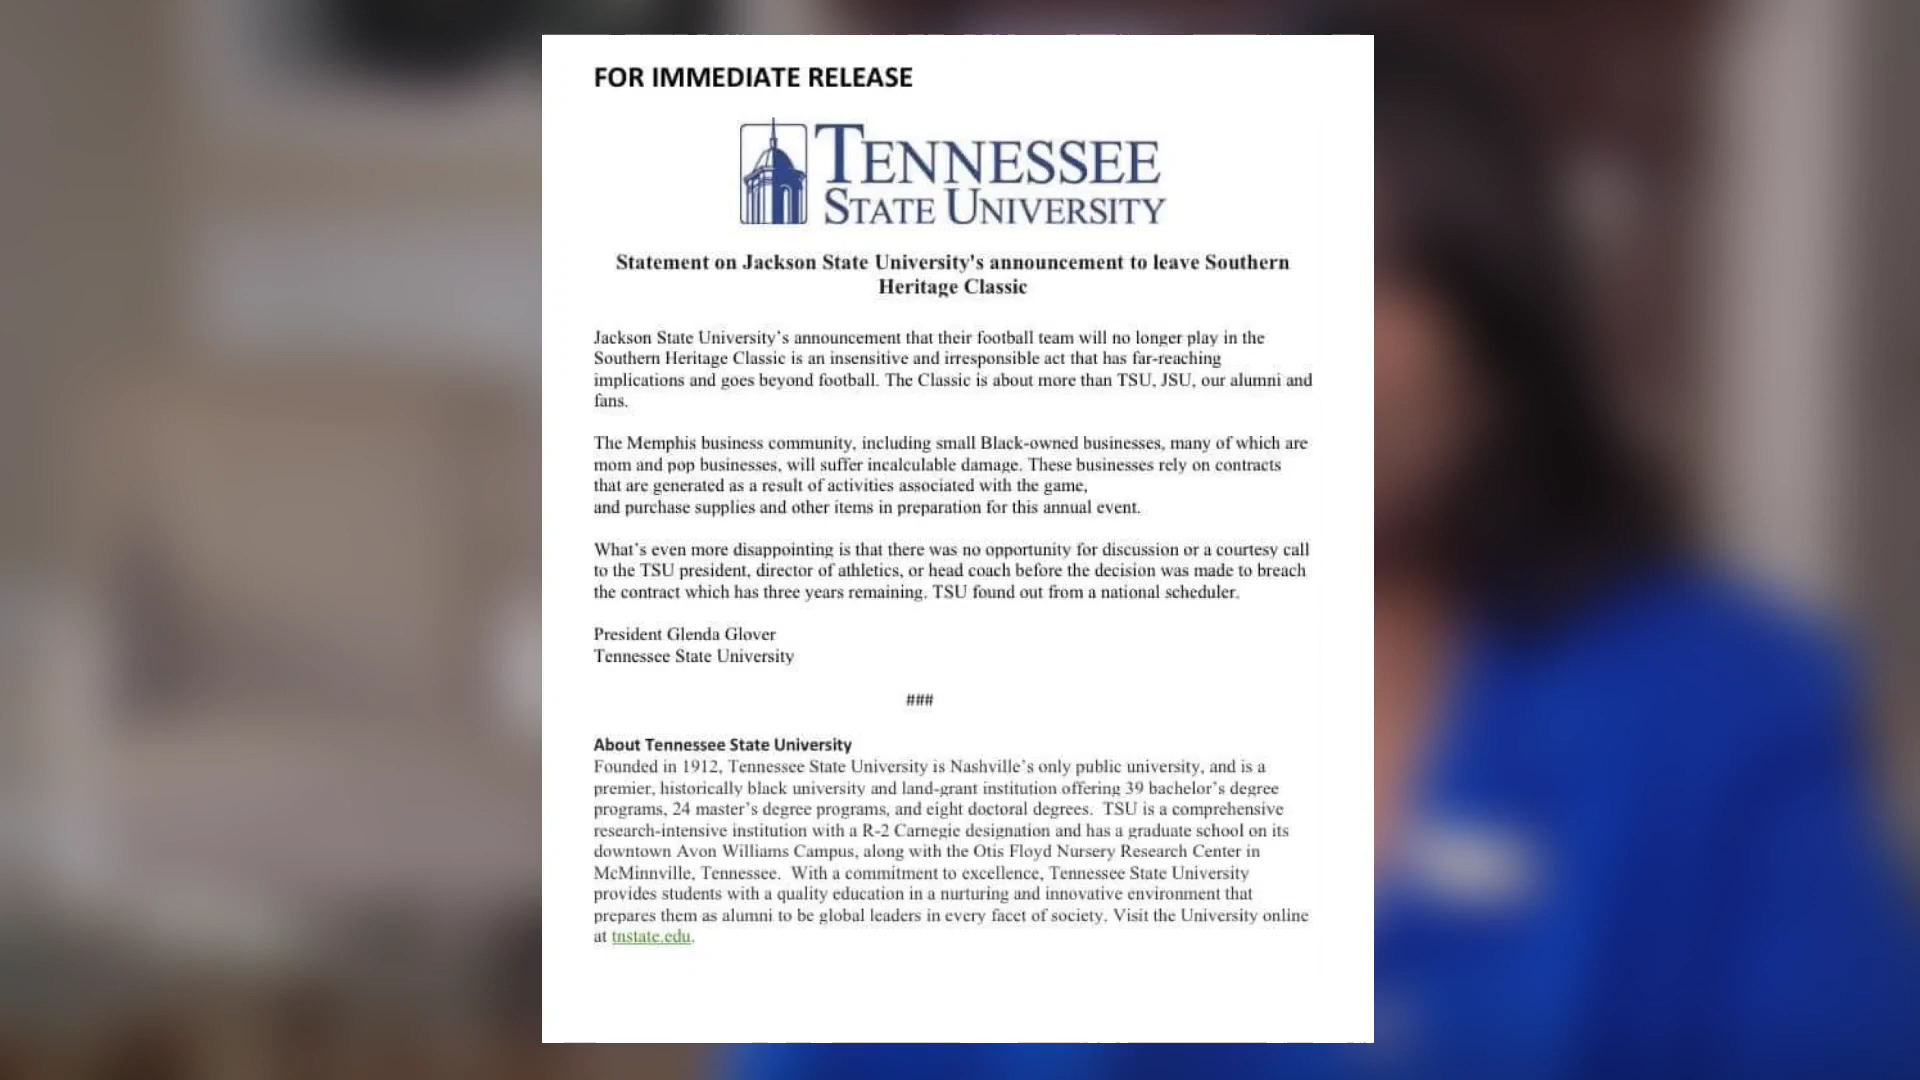 FOR IMMEDIATE RELEASE
TENNESSEE
STATE UNIVERSITY
Statement on Jackson State University's announcement to leave Southern
Heritage Classic
Jackson State University's announcement that their football team will no longer play in the
Southern Heritage Classic is an insensitive and irresponsible act that has far-reaching
implications and goes beyond football. The Classic is about more than TSU, JSU, our alumni and
fans.
The Memphis business community, including small Black-owned businesses, many of which are
mom and pop businesses, will suffer incalculable damage. These businesses rely on contracts
that are generated as a result of activities associated with the game,
and purchase supplies and other items in preparation for this annual event.
What's even more disappointing is that there was no opportunity for discussion or a courtesy call
to the TSU president, director of athletics, or head coach before the decision was made to breach
the contract which has three years remaining. TSU found out from a national scheduler.
President Glenda Glover
Tennessee State University
###
About Tennessee State University
Founded in 1912, Tennessee State University is Nashville's only public university, and is a
premier, historically black university and land-grant institution offering 39 bachelor's degree
programs, 24 master's degree programs, and eight doctoral degrees. TSU is a comprehensive
research-intensive institution with a R-2 Carnegie designation and has a graduate school on its
downtown Avon Williams Campus, along with the Otis Floyd Nursery Research Center in
McMinnville, Tennessee. With a commitment to excellence, Tennessee State University
provides students with a quality education in a nurturing and innovative environment that
prepares them as alumni to be global leaders in every facet of society. Visit the University online
at tnstate.edu.